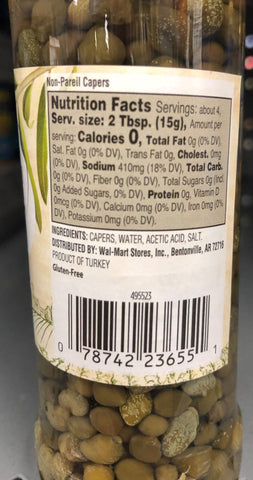 Non-Pareil Capers
Nutrition Facts Servings: about 4,
Serv. size: 2 Tbsp. (15g), Amount per
serving: Calories 0, Total Fat 0g (0% DV),
Sat. Fat 0g (0% DV), Trans Fat 0g, Cholest. 0mg
(0% DV), Sodium 410mg (18% DV), Total Carb.
0g (0% DV), Fiber 0g (0% DV), Total Sugars 0g (Incl.
0g Added Sugars, 0% DV), Protein 0g, Vitamin D
0mcg (0% DV), Calcium 0mg (0% DV), Iron 0mg (0%
DV), Potassium 0mg (0% DV).
INGREDIENTS: CAPERS, WATER, ACETIC ACID, SALT.
DISTRIBUTED BY: Wal-Mart Stores, Inc., Bentonville, AR 72716
PRODUCT OF TURKEY
Gluten-Free
495523
0 78742 23655 1